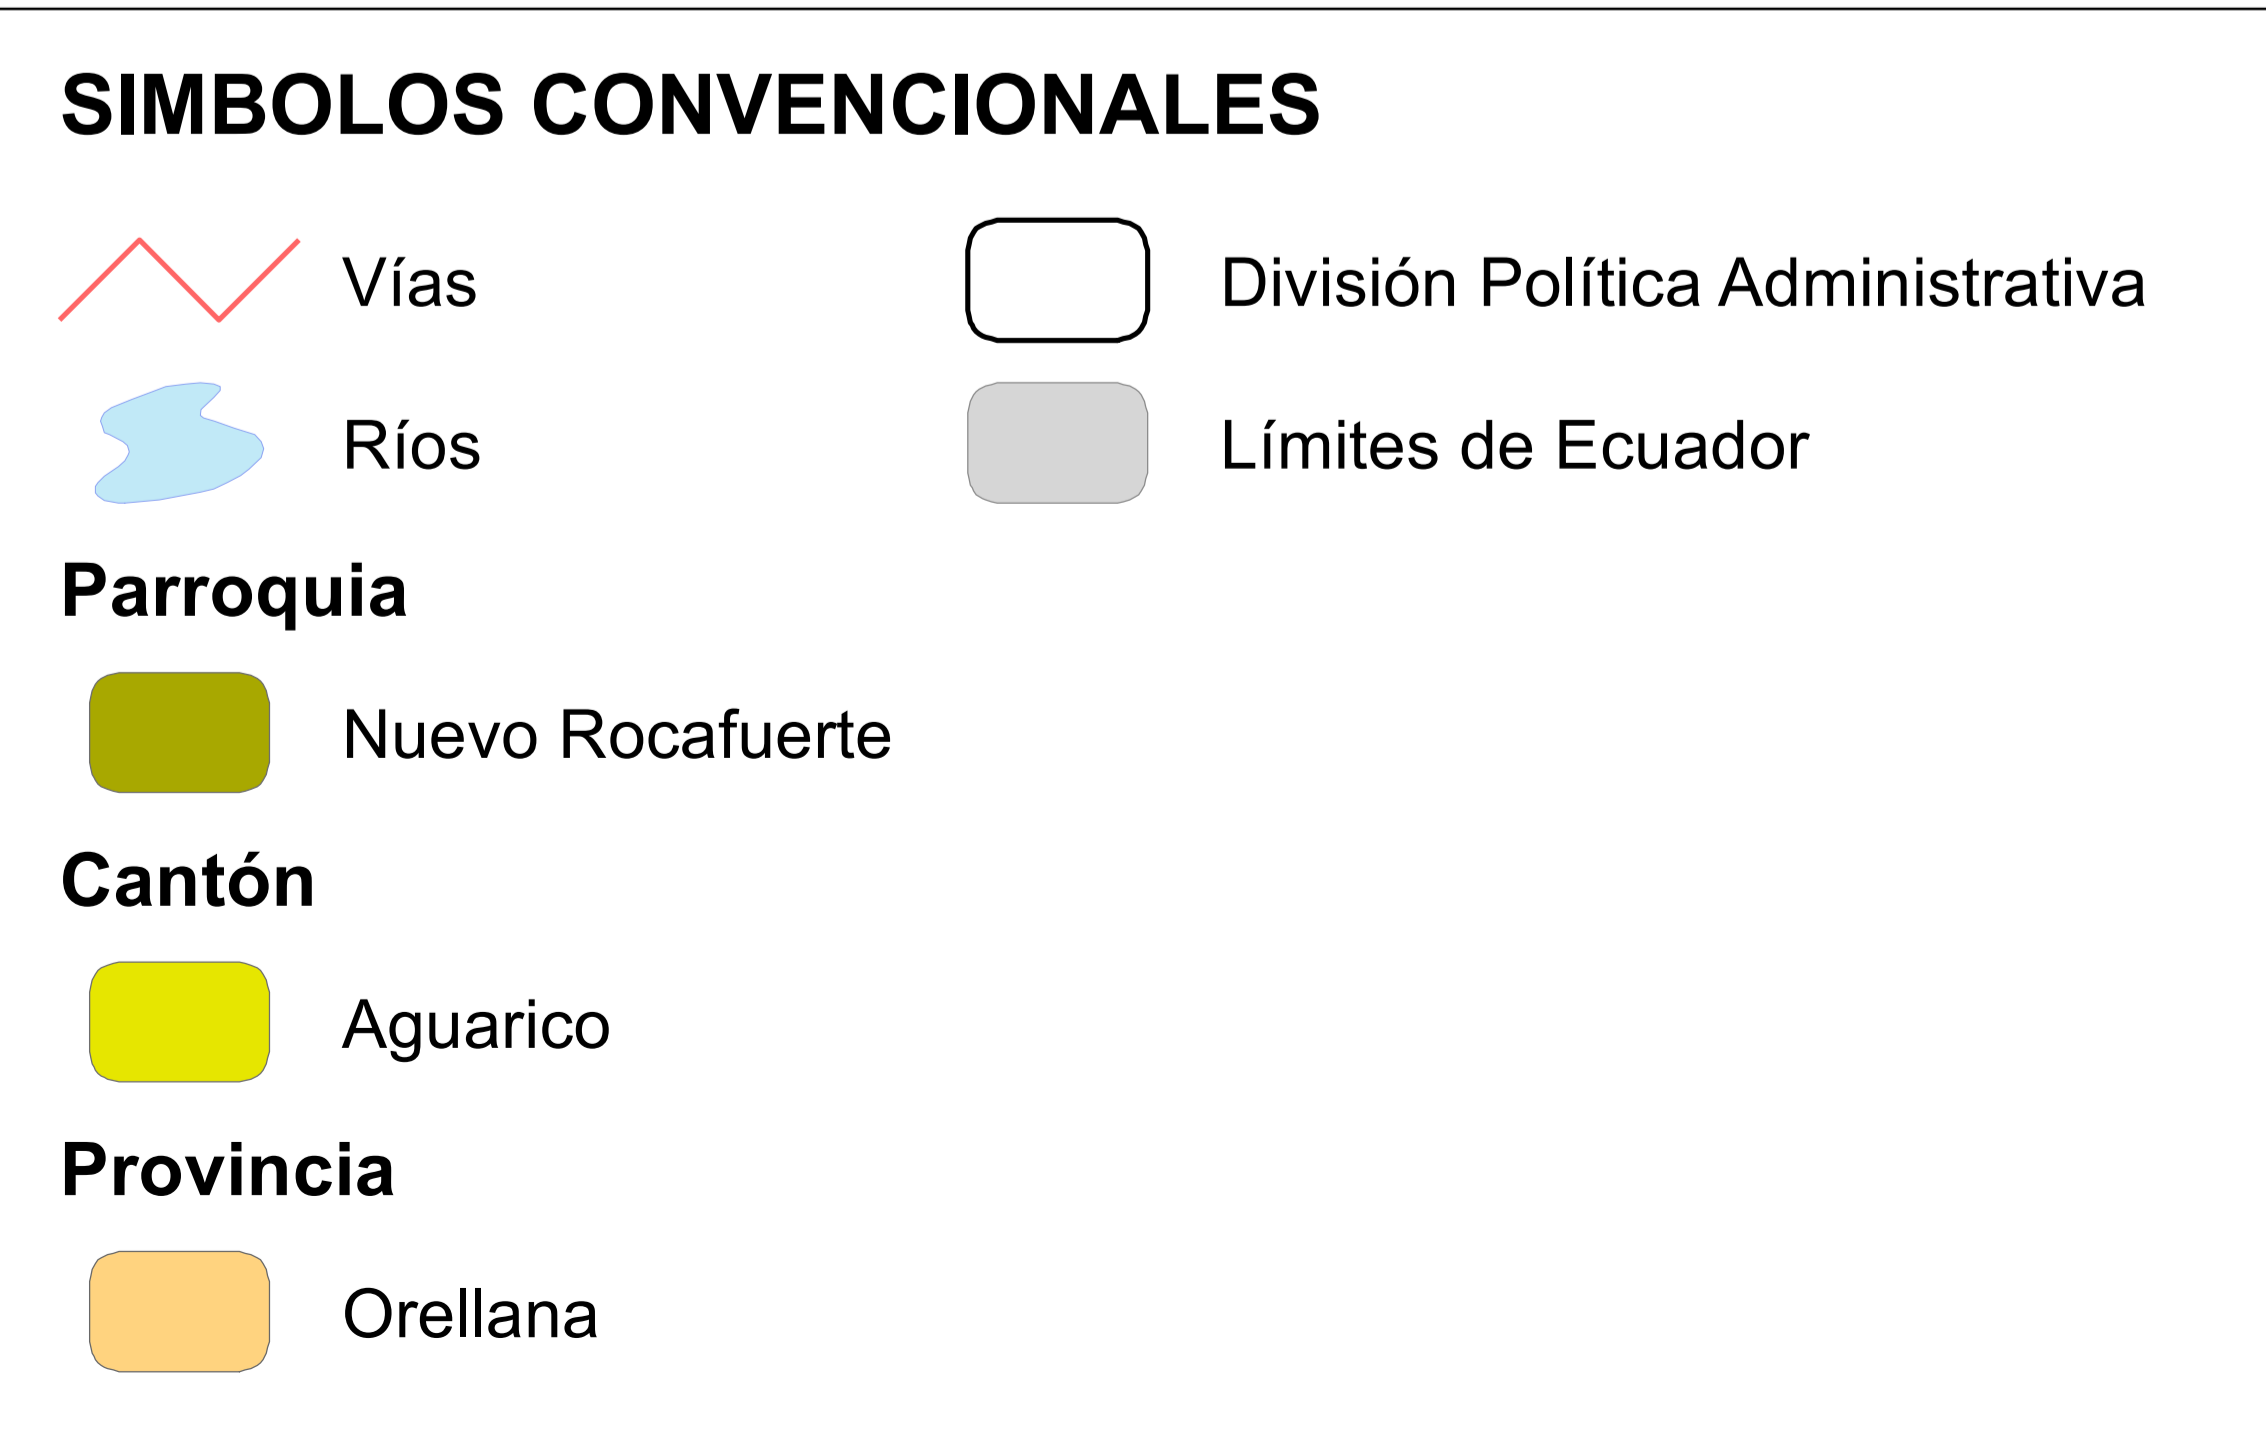 SIMBOLOS CONVENCIONALES
Vías
División Política Administrativa
Ríos
Límites de Ecuador
Parroquia
Nuevo Rocafuerte
Cantón
Aguarico
Provincia
Orellana